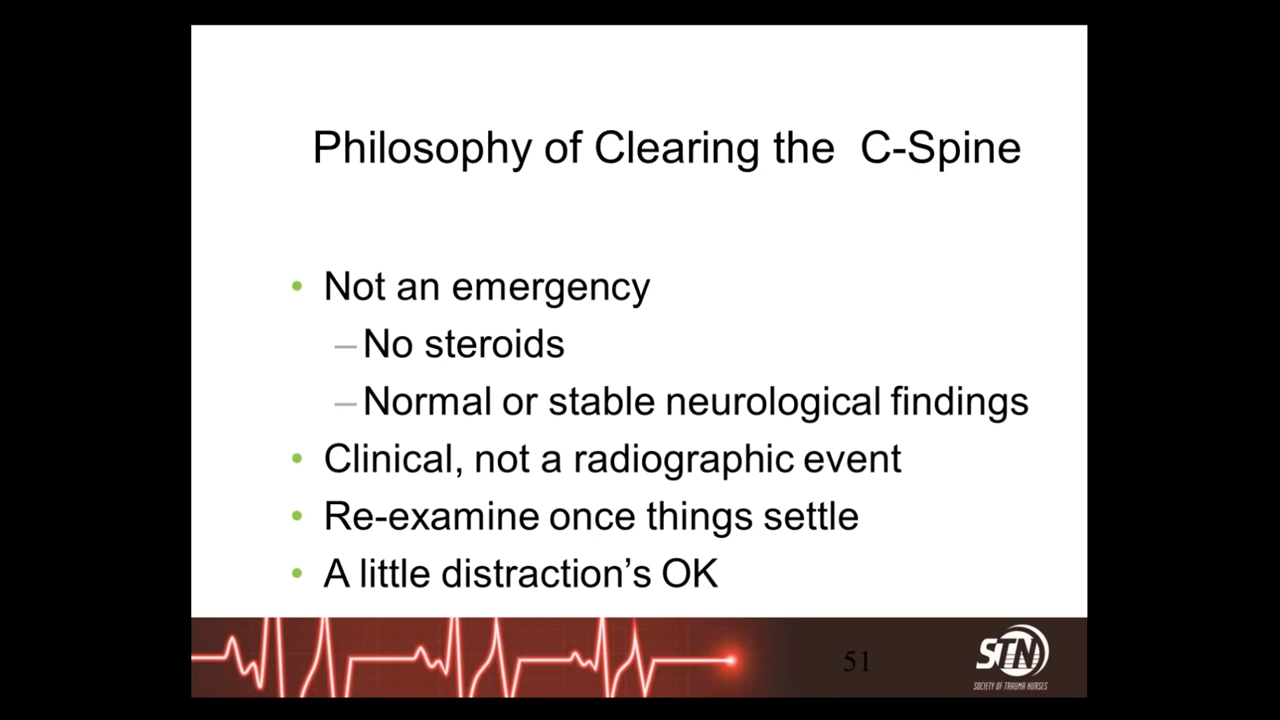 Philosophy of Clearing the C-Spine
• Not an emergency
– No steroids
– Normal or stable neurological findings
• Clinical, not a radiographic event
• Re-examine once things settle
• A little distraction’s OK
51
STN
SOCIETY OF TRAUMA NURSES